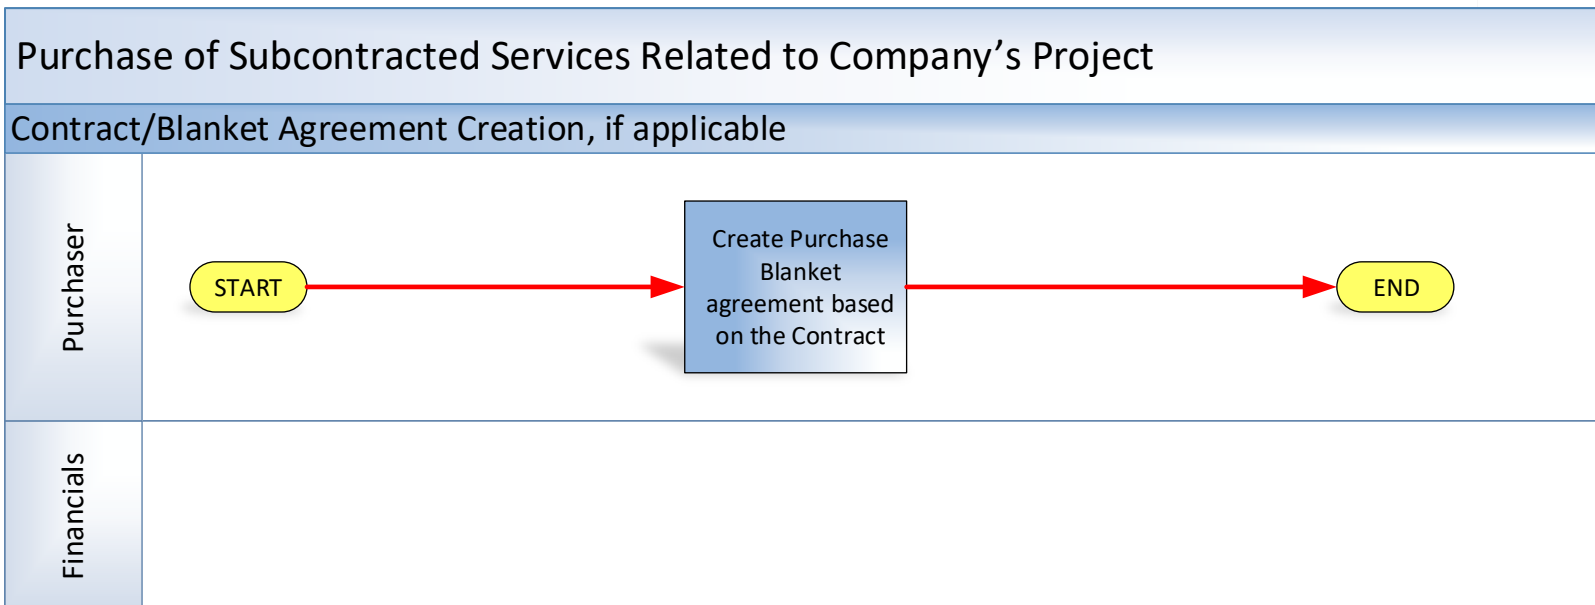 Purchase of Subcontracted Services Related to Company’s Project
Contract/Blanket Agreement Creation, if applicable
Purchaser
START
Create Purchase
Blanket
agreement based
on the Contract
END
Financials